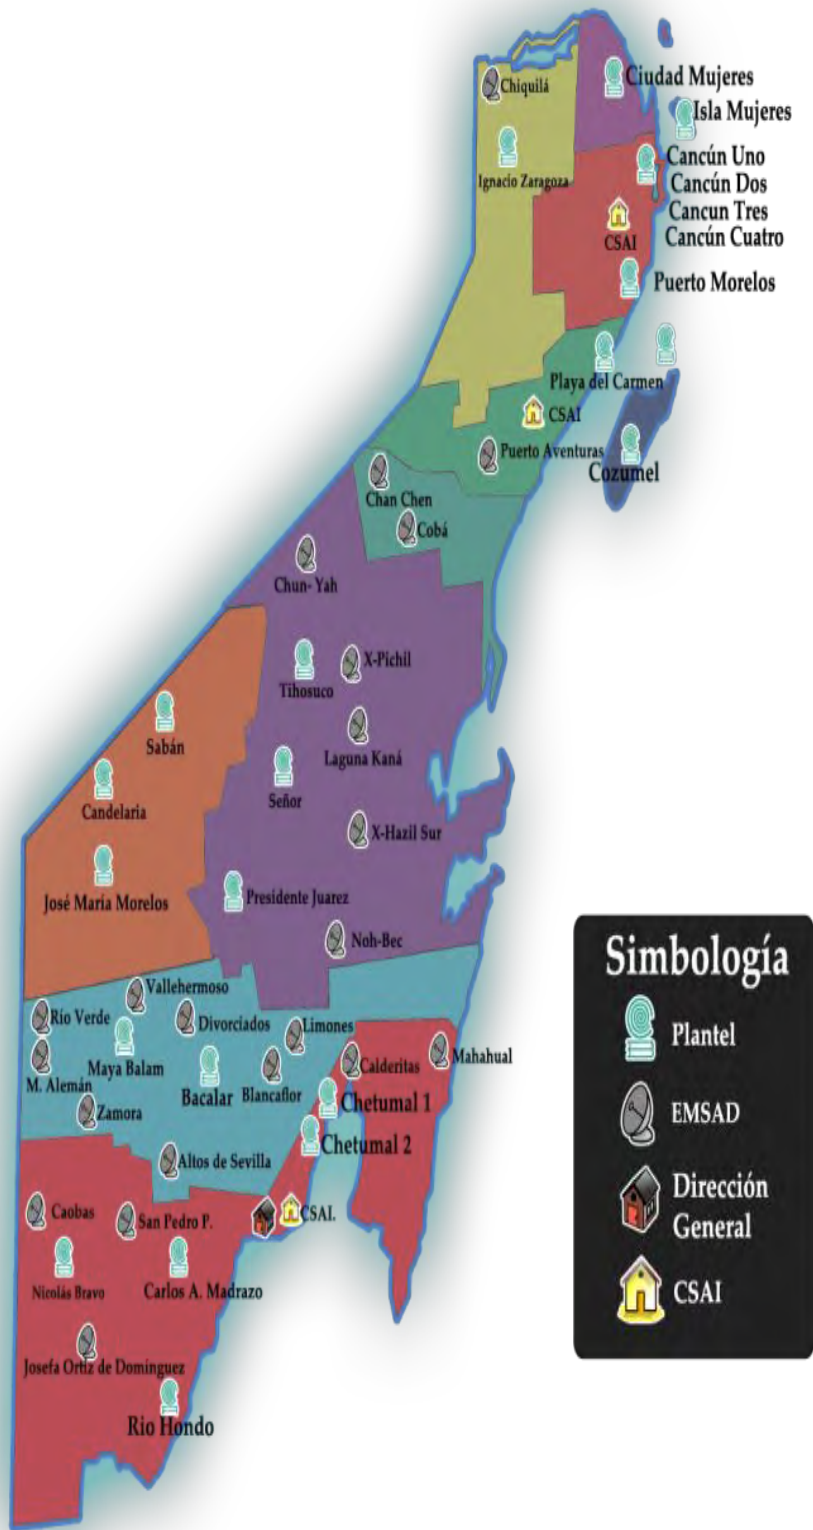 Chiquilá
Ciudad Mujeres
Isla Mujeres
Ignacio Zaragoza
Cancún Uno
Cancún Dos
Cancun Tres
Cancún Cuatro
CSAI
Puerto Morelos
Playa del Carmen
CSAI
Puerto Aventuras
Cozumel
Chan Chen
Cobá
Chun- Yah
Tihosuco
X-Pichil
Sabán
Laguna Kaná
Señor
Candelaria
X-Hazil Sur
José María Morelos
Presidente Juarez
Noh-Bec
Vallehermoso
Río Verde
Divorciados
Limones
Maya Balam
M. Alemán
Bacalar
Blancaflor
Calderitas
Mahahual
Zamora
Chetumal 1
Chetumal 2
Altos de Sevilla
Caobas
San Pedro P.
CSAI.
Nicolás Bravo
Carlos A. Madrazo
Josefa Ortiz de Domínguez
Rio Hondo
Simbología
Plantel
EMSAD
Dirección
General
CSAI